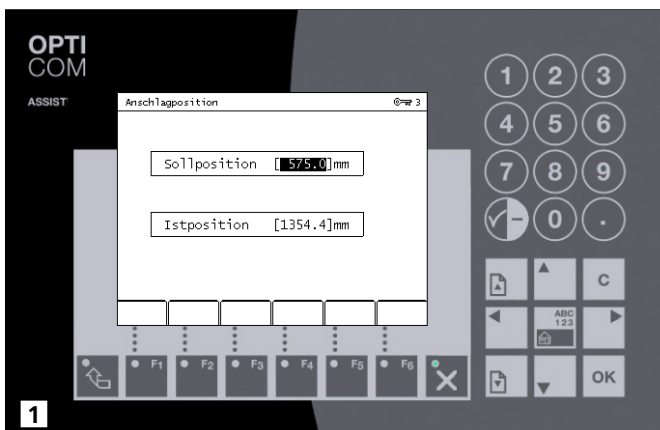 OPTI
COM
ASSIST
Anschlagposition 3
Sollposition [ 575.0]mm
Istposition [1354.4]mm
F1 F2 F3 F4 F5 F6
1 2 3
4 5 6
7 8 9
- 0 .
C
ABC
123
OK
1